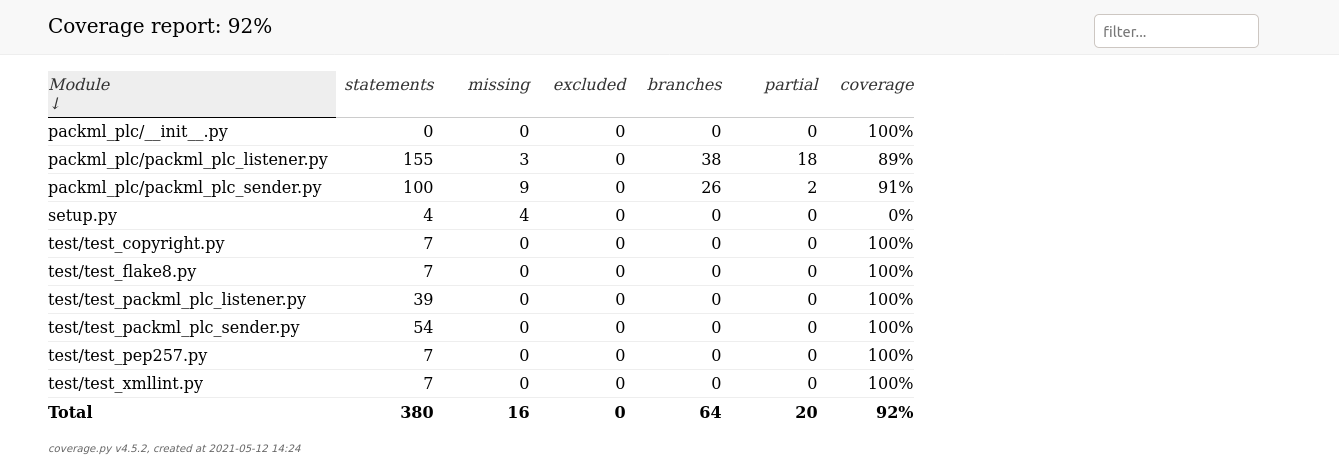 Coverage report: 92%
filter...
Module ↓ statements missing excluded branches partial coverage
packml_plc/__init__.py 0 0 0 0 0 100%
packml_plc/packml_plc_listener.py 155 3 0 38 18 89%
packml_plc/packml_plc_sender.py 100 9 0 26 2 91%
setup.py 4 4 0 0 0 0%
test/test_copyright.py 7 0 0 0 0 100%
test/test_flake8.py 7 0 0 0 0 100%
test/test_packml_plc_listener.py 39 0 0 0 0 100%
test/test_packml_plc_sender.py 54 0 0 0 0 100%
test/test_pep257.py 7 0 0 0 0 100%
test/test_xmllint.py 7 0 0 0 0 100%
Total 380 16 0 64 20 92%
coverage.py v4.5.2, created at 2021-05-12 14:24